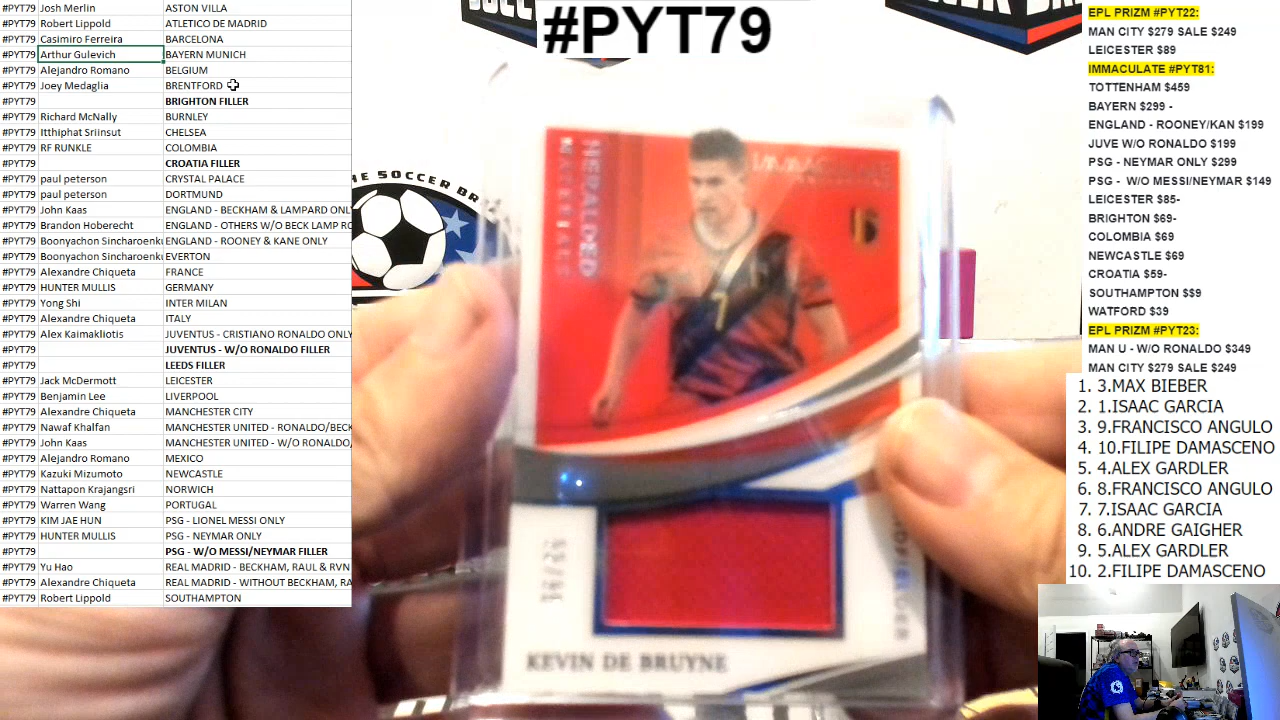 #PYT79
#PYT79 Josh Merlin ASTON VILLA
#PYT79 Robert Lippold ATLETICO DE MADRID
#PYT79 Casimiro Ferreira BARCELONA
#PYT79 Arthur Gulevich BAYERN MUNICH
#PYT79 Alejandro Romano BELGIUM
#PYT79 Joey Medaglia BRENTFORD
#PYT79 BRIGHTON FILLER
#PYT79 Richard McNally BURNLEY
#PYT79 Itthiphat Sriinsut CHELSEA
#PYT79 RF RUNKLE COLOMBIA
#PYT79 CROATIA FILLER
#PYT79 paul peterson CRYSTAL PALACE
#PYT79 paul peterson DORTMUND
#PYT79 John Kaas ENGLAND - BECKHAM & LAMPARD ONL
#PYT79 Brandon Hoberecht ENGLAND - OTHERS W/O BECK LAMP RO
#PYT79 Boonyachon Sincharoenku ENGLAND - ROONEY & KANE ONLY
#PYT79 Boonyachon Sincharoenku EVERTON
#PYT79 Alexandre Chiqueta FRANCE
#PYT79 HUNTER MULLIS GERMANY
#PYT79 Yong Shi INTER MILAN
#PYT79 Alexandre Chiqueta ITALY
#PYT79 Alex Kaimakliotis JUVENTUS - CRISTIANO RONALDO ONLY
#PYT79 JUVENTUS - W/O RONALDO FILLER
#PYT79 LEEDS FILLER
#PYT79 Jack McDermott LEICESTER
#PYT79 Benjamin Lee LIVERPOOL
#PYT79 Alexandre Chiqueta MANCHESTER CITY
#PYT79 Nawaf Khalfan MANCHESTER UNITED - RONALDO/BECK
#PYT79 John Kaas MANCHESTER UNITED - W/O RONALDO/
#PYT79 Alejandro Romano MEXICO
#PYT79 Kazuki Mizumoto NEWCASTLE
#PYT79 Nattapon Krajangsri NORWICH
#PYT79 Warren Wang PORTUGAL
#PYT79 KIM JAE HUN PSG - LIONEL MESSI ONLY
#PYT79 HUNTER MULLIS PSG - NEYMAR ONLY
#PYT79 PSG - W/O MESSI/NEYMAR FILLER
#PYT79 Yu Hao REAL MADRID - BECKHAM, RAUL & RVN
#PYT79 Alexandre Chiqueta REAL MADRID - WITHOUT BECKHAM, RA
#PYT79 Robert Lippold SOUTHAMPTON
HE SOCCER BR
HERALDED
MATERIALS
IMMACULATE
7
KEVIN DE BRUYNE
EPL PRIZM #PYT22:
MAN CITY $279 SALE $249
LEICESTER $89
IMMACULATE #PYT81:
TOTTENHAM $459
BAYERN $299 -
ENGLAND - ROONEY/KAN $199
JUVE W/O RONALDO $199
PSG - NEYMAR ONLY $299
PSG - W/O MESSI/NEYMAR $149
LEICESTER $85-
BRIGHTON $69-
COLOMBIA $69
NEWCASTLE $69
CROATIA $59-
SOUTHAMPTON $$9
WATFORD $39
EPL PRIZM #PYT23:
MAN U - W/O RONALDO $349
MAN CITY $279 SALE $249
1. 3.MAX BIEBER
2. 1.ISAAC GARCIA
3. 9.FRANCISCO ANGULO
4. 10.FILIPE DAMASCENO
5. 4.ALEX GARDLER
6. 8.FRANCISCO ANGULO
7. 7.ISAAC GARCIA
8. 6.ANDRE GAIGHER
9. 5.ALEX GARDLER
10. 2.FILIPE DAMASCENO